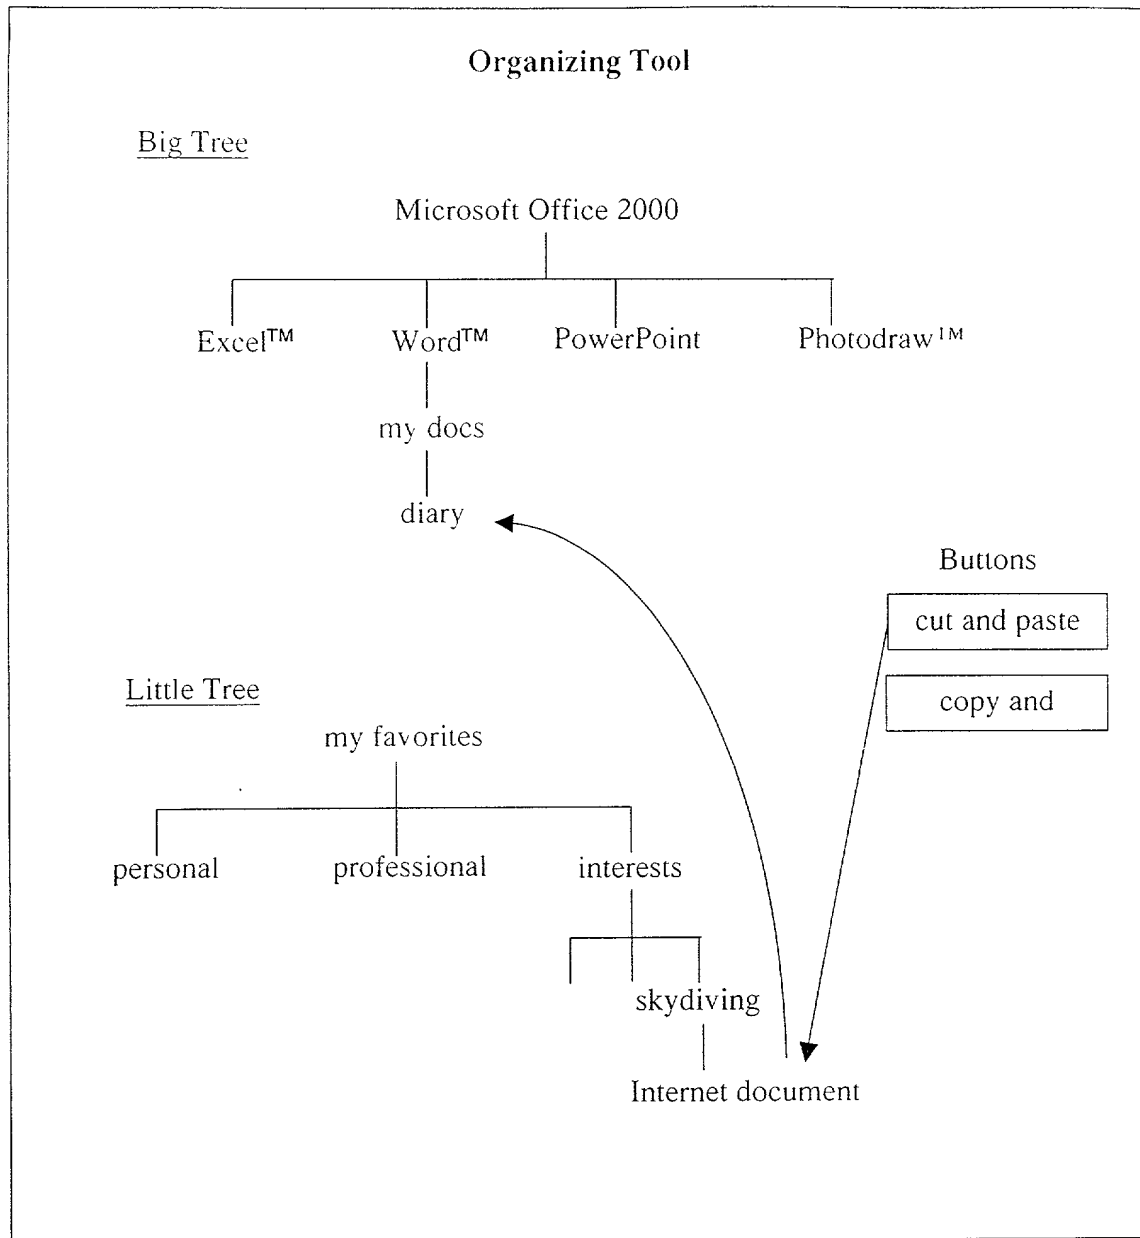 Organizing Tool
Big Tree
Microsoft Office 2000
Excel™ Word™ PowerPoint Photodraw™
my docs
diary
Buttons
cut and paste
copy and
Little Tree
my favorites
personal professional interests
skydiving
Internet document